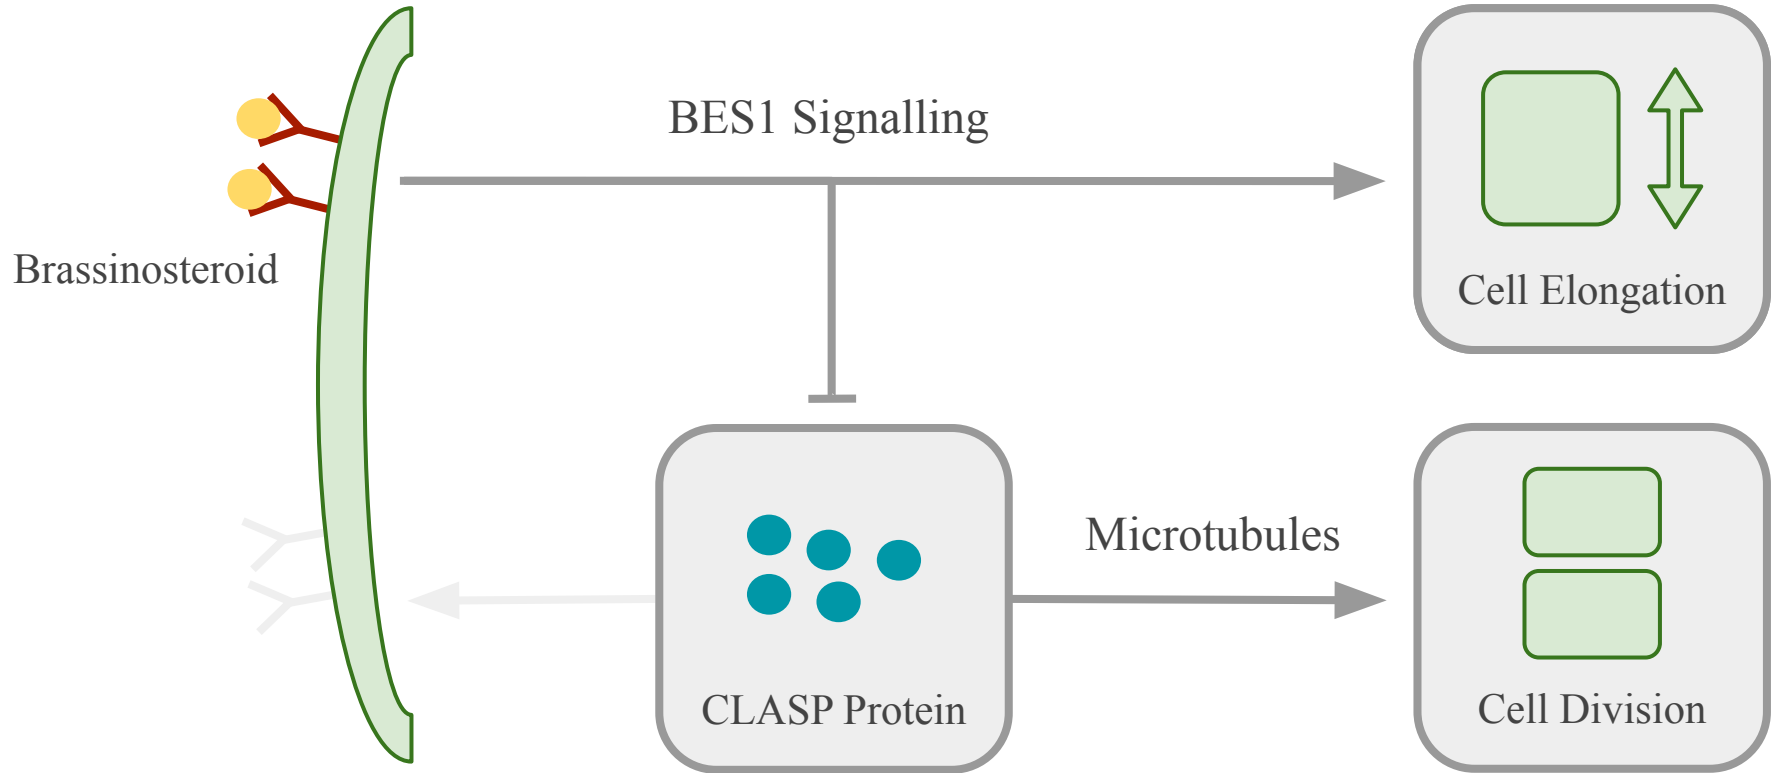 BES1 Signalling
Brassinosteroid
Cell Elongation
Microtubules
CLASP Protein
Cell Division